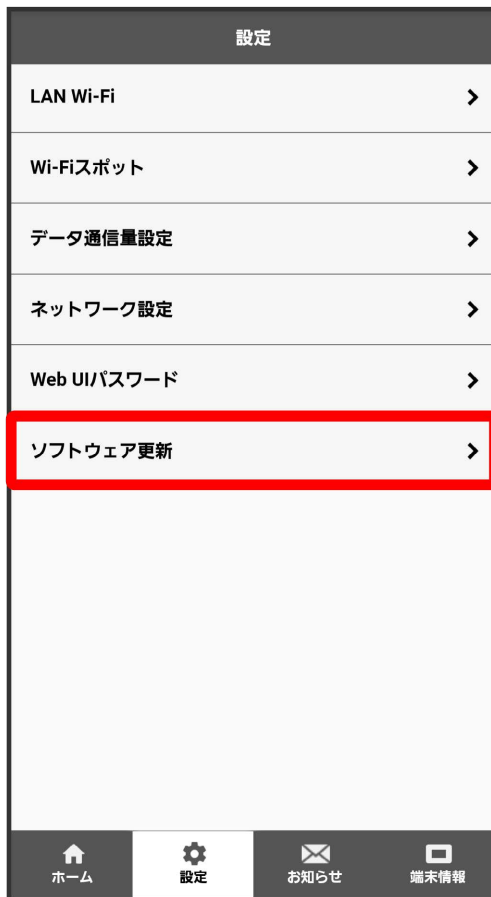 設定
LAN Wi-Fi
Wi-Fiスポット
データ通信量設定
ネットワーク設定
Web UIパスワード
ソフトウェア更新
ホーム
設定
お知らせ
端末情報